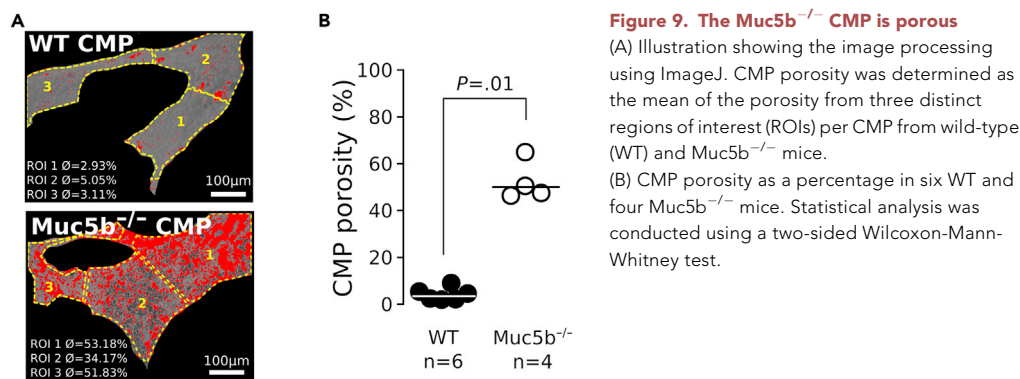 A
WT CMP
2
3
1
ROI 1 Ø=2.93%
ROI 2 Ø=5.05%
ROI 3 Ø=3.11%
100µm
Muc5b⁻/⁻ CMP
1
3
2
ROI 1 Ø=53.18%
ROI 2 Ø=34.17%
ROI 3 Ø=51.83%
100µm
B
CMP porosity (%)
100
80
60
40
20
0
P=.01
WT
n=6
Muc5b⁻/⁻
n=4
Figure 9. The Muc5b⁻/⁻ CMP is porous
(A) Illustration showing the image processing
using ImageJ. CMP porosity was determined as
the mean of the porosity from three distinct
regions of interest (ROIs) per CMP from wild-type
(WT) and Muc5b⁻/⁻ mice.
(B) CMP porosity as a percentage in six WT and
four Muc5b⁻/⁻ mice. Statistical analysis was
conducted using a two-sided Wilcoxon-Mann-
Whitney test.